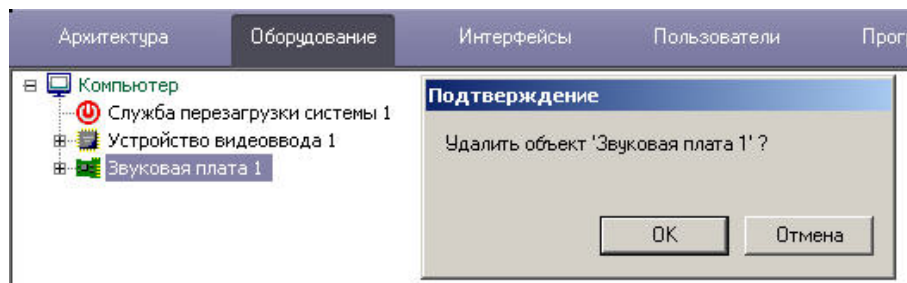 Архитектура Оборудование Интерфейсы Пользователи
Компьютер
Служба перезагрузки системы 1
Устройство видеоввода 1
Звуковая плата 1
Подтверждение
Удалить объект 'Звуковая плата 1' ?
OK Отмена